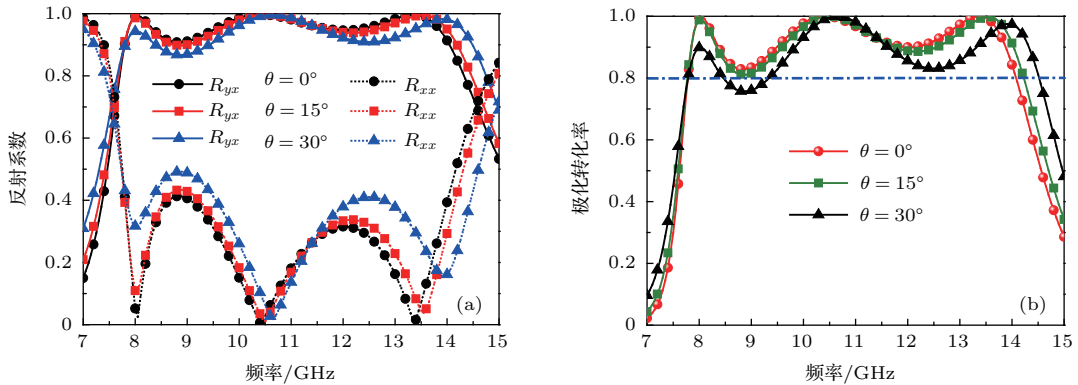 1.0
0.8
0.6
0.4
0.2
0
7 8 9 10 11 12 13 14 15
反射系数
频率/GHz
θ = 0°
R_yx R_xx
θ = 15°
R_yx R_xx
θ = 30°
R_yx R_xx
(a)
1.0
0.8
0.6
0.4
0.2
0
7 8 9 10 11 12 13 14 15
极化转化率
频率/GHz
θ = 0°
θ = 15°
θ = 30°
(b)